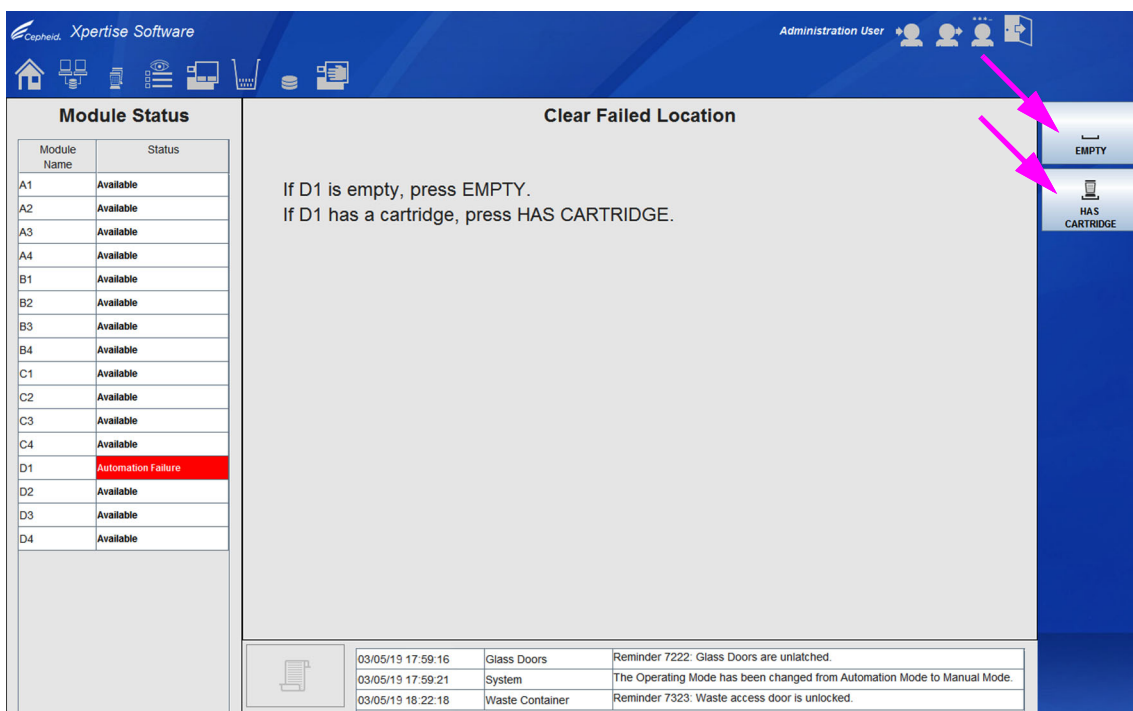 Cepheid. Xpertise Software
Administration User
Module Status
Module Name Status
A1 Available
A2 Available
A3 Available
A4 Available
B1 Available
B2 Available
B3 Available
B4 Available
C1 Available
C2 Available
C3 Available
C4 Available
D1 Automation Failure
D2 Available
D3 Available
D4 Available
Clear Failed Location
If D1 is empty, press EMPTY.
If D1 has a cartridge, press HAS CARTRIDGE.
EMPTY
HAS
CARTRIDGE
03/05/19 17:59:16 Glass Doors Reminder 7222: Glass Doors are unlatched.
03/05/19 17:59:21 System The Operating Mode has been changed from Automation Mode to Manual Mode.
03/05/19 18:22:18 Waste Container Reminder 7323: Waste access door is unlocked.